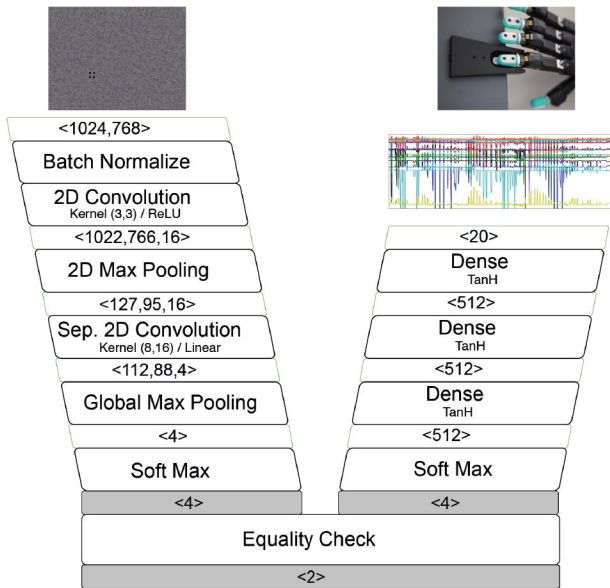 <1024,768>
Batch Normalize
2D Convolution
Kernel (3,3) / ReLU
<1022,766,16>
2D Max Pooling
<127,95,16>
Sep. 2D Convolution
Kernel (8,16) / Linear
<112,88,4>
Global Max Pooling
<4>
Soft Max
<4>
<20>
Dense
TanH
<512>
Dense
TanH
<512>
Dense
TanH
<512>
Soft Max
<4>
Equality Check
<2>